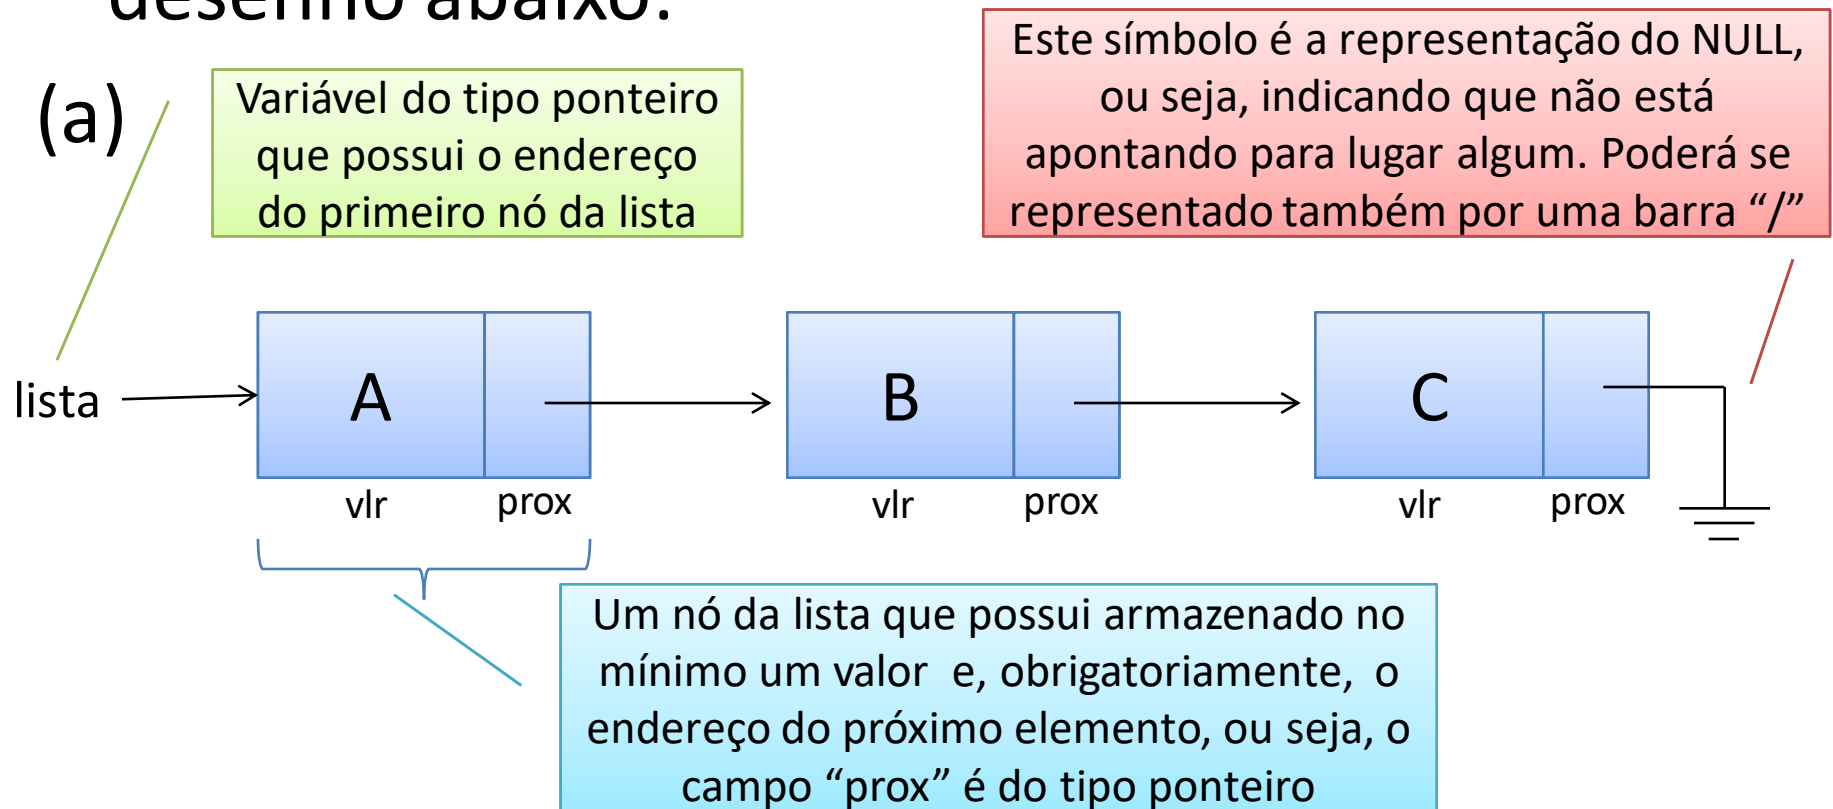 desenho abaixo:
(a)
Variável do tipo ponteiro
que possui o endereço
do primeiro nó da lista
Este símbolo é a representação do NULL,
ou seja, indicando que não está
apontando para lugar algum. Poderá se
representado também por uma barra “/”
lista
A
B
C
vlr
prox
vlr
prox
vlr
prox
Um nó da lista que possui armazenado no
mínimo um valor e, obrigatoriamente, o
endereço do próximo elemento, ou seja, o
campo “prox” é do tipo ponteiro